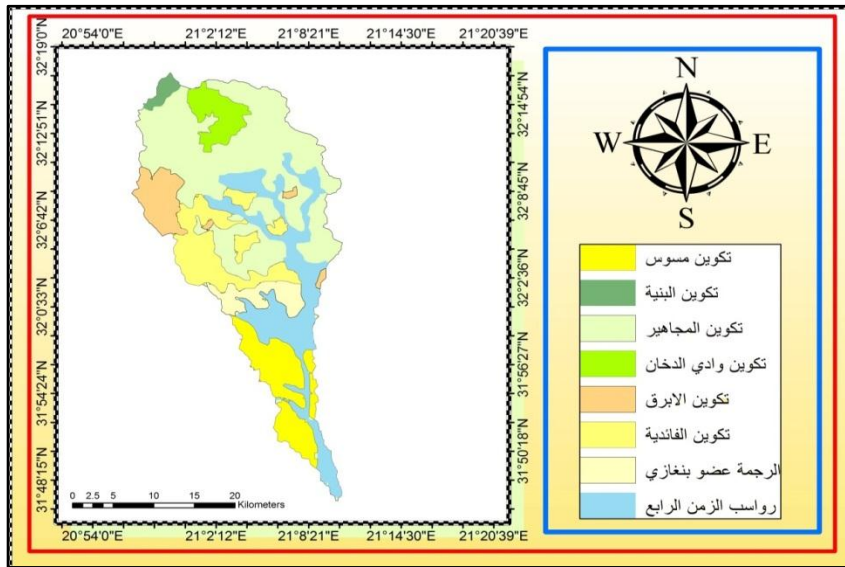 20°54'0"E 21°2'12"E 21°8'21"E 21°14'30"E 21°20'39"E
32°19'0"N
32°12'51"N
32°6'42"N
32°0'33"N
31°54'24"N
31°48'15"N
32°14'54"N
32°8'45"N
32°2'36"N
31°56'27"N
31°50'18"N
0 2.5 5 10 15 20
Kilometers
20°54'0"E 21°2'12"E 21°8'21"E 21°14'30"E 21°20'39"E
N
W E
S
تكوين مسوس
تكوين البنية
تكوين المجاهير
تكوين وادي الدخان
تكوين الابرق
تكوين الفائدية
الرجمة عضو بنغازي
رواسب الزمن الرابع